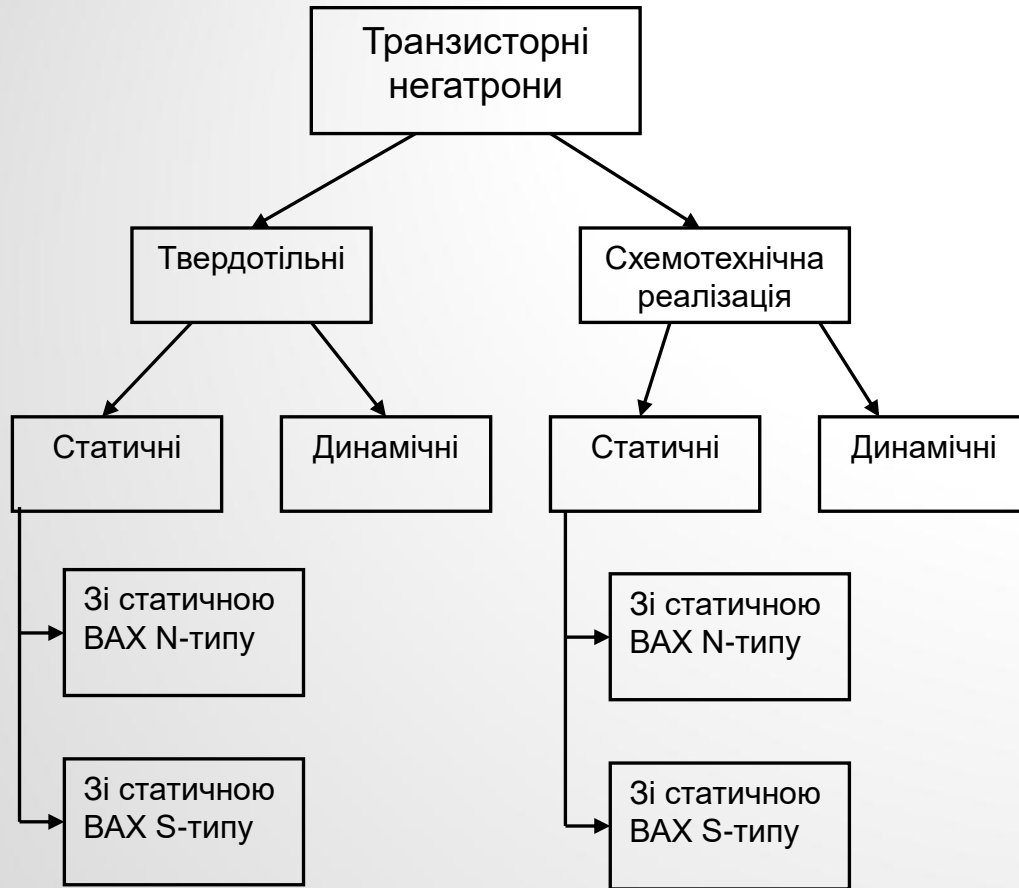 Транзисторні
негатрони
Твердотільні
Схемотехнічна
реалізація
Статичні
Динамічні
Статичні
Динамічні
Зі статичною
ВАХ N-типу
Зі статичною
ВАХ N-типу
Зі статичною
ВАХ S-типу
Зі статичною
ВАХ S-типу